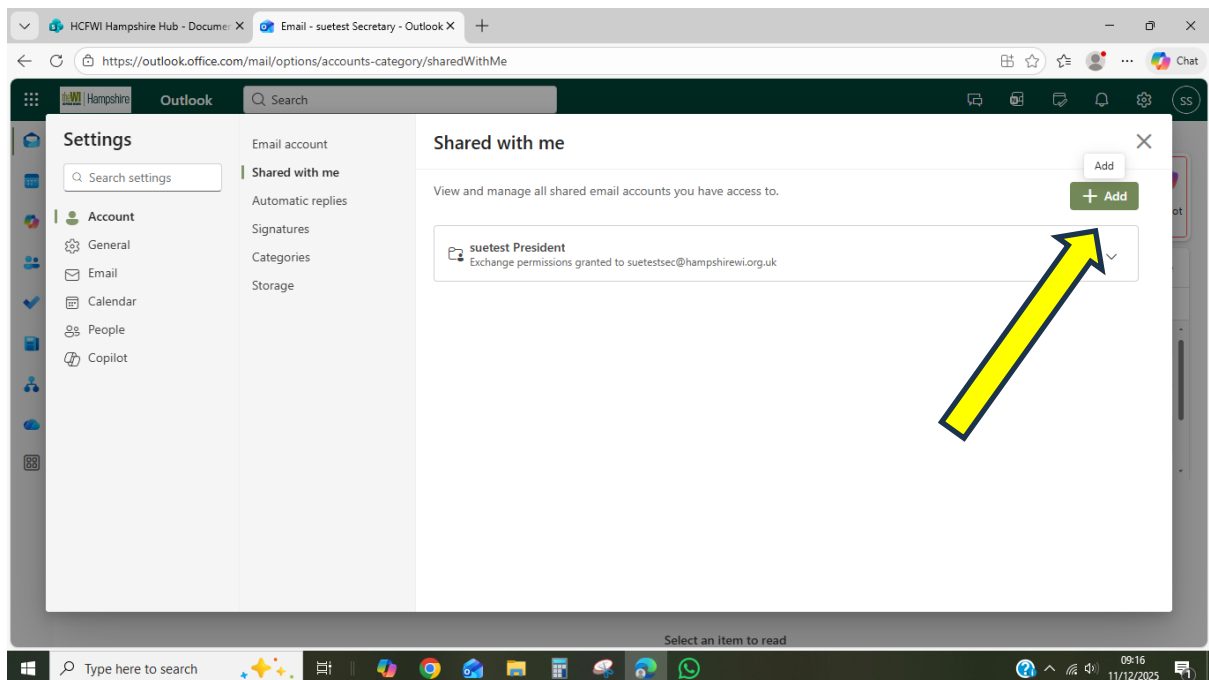 HCFWI Hampshire Hub - Documer
Email - suetest Secretary - Outlook
https://outlook.office.com/mail/options/accounts-category/sharedWithMe
Chat
theWI Hampshire
Outlook
Search
SS
Settings
Search settings
Account
General
Email
Calendar
People
Copilot
Email account
Shared with me
Automatic replies
Signatures
Categories
Storage
Shared with me
Add
View and manage all shared email accounts you have access to.
+ Add
ot
suetest President
Exchange permissions granted to suetestsec@hampshirewi.org.uk
Select an item to read
Type here to search
09:16
11/12/2025
1